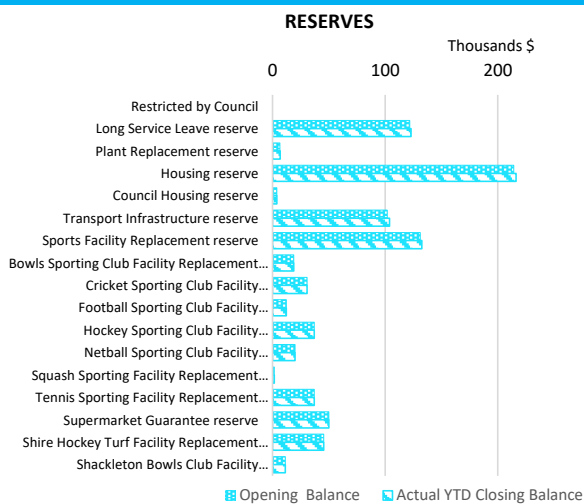 RESERVES
Thousands $
0 100 200
Restricted by Council
Long Service Leave reserve
Plant Replacement reserve
Housing reserve
Council Housing reserve
Transport Infrastructure reserve
Sports Facility Replacement reserve
Bowls Sporting Club Facility Replacement…
Cricket Sporting Club Facility…
Football Sporting Club Facility…
Hockey Sporting Club Facility…
Netball Sporting Club Facility…
Squash Sporting Facility Replacement…
Tennis Sporting Facility Replacement…
Supermarket Guarantee reserve
Shire Hockey Turf Facility Replacement…
Shackleton Bowls Club Facility…
Opening Balance Actual YTD Closing Balance